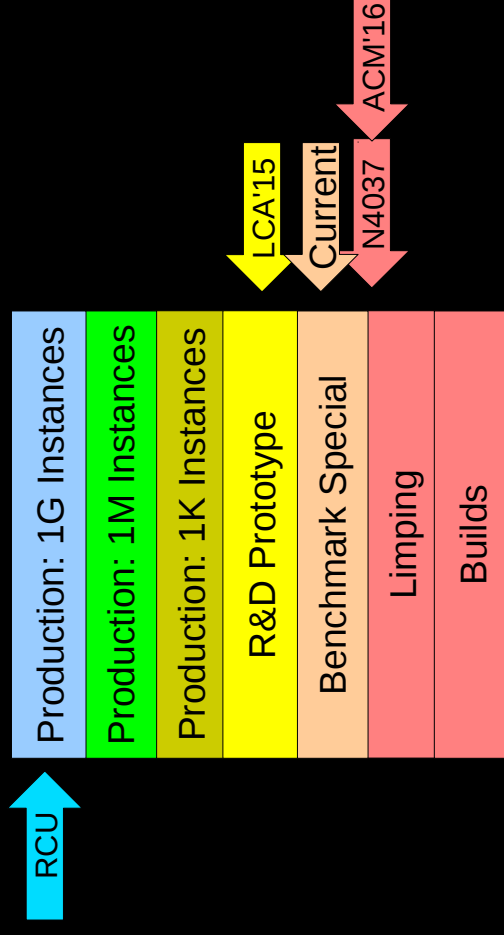 Production: 1G Instances
Production: 1M Instances
Production: 1K Instances
R&D Prototype
Benchmark Special
Limping
Builds
RCU
LCA'15
Current
N4037
ACM'16